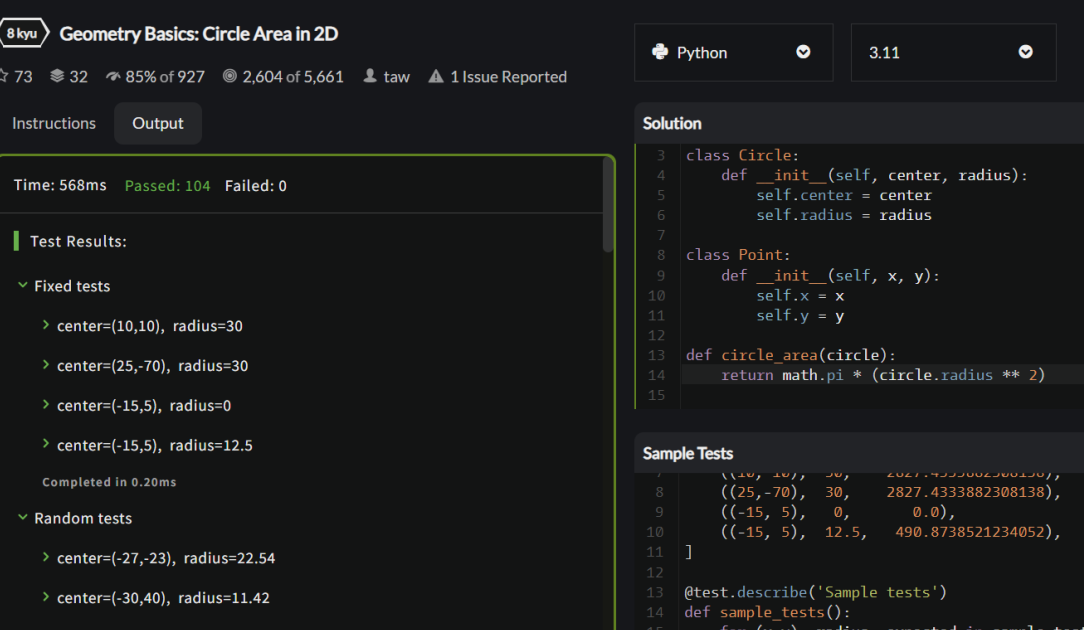 8 kyu Geometry Basics: Circle Area in 2D
73 32 85% of 927 2,604 of 5,661 taw 1 Issue Reported
Instructions Output
Time: 568ms Passed: 104 Failed: 0
Test Results:
Fixed tests
center=(10,10), radius=30
center=(25,-70), radius=30
center=(-15,5), radius=0
center=(-15,5), radius=12.5
Completed in 0.20ms
Random tests
center=(-27,-23), radius=22.54
center=(-30,40), radius=11.42
Python 3.11
Solution
3 class Circle:
4     def __init__(self, center, radius):
5         self.center = center
6         self.radius = radius
7
8 class Point:
9     def __init__(self, x, y):
10         self.x = x
11         self.y = y
12
13 def circle_area(circle):
14     return math.pi * (circle.radius ** 2)
15
Sample Tests
7 ((10, 10), 30, 2827.4333882308138),
8 ((25,-70), 30, 2827.4333882308138),
9 ((-15, 5), 0, 0.0),
10 ((-15, 5), 12.5, 490.8738521234052),
11 ]
12
13 @test.describe('Sample tests')
14 def sample_tests():